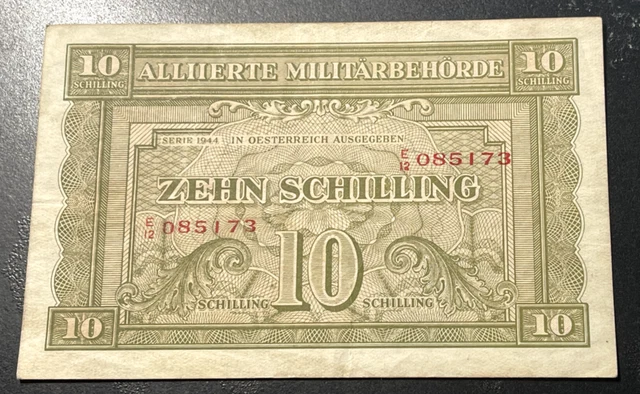 10 SCHILLING
ALLIIERTE MILITÄRBEHÖRDE
10 SCHILLING
SERIE 1944 IN OESTERREICH AUSGEGEBEN
E/12 085173
ZEHN SCHILLING
E/12 085173
10
SCHILLING SCHILLING
10 10